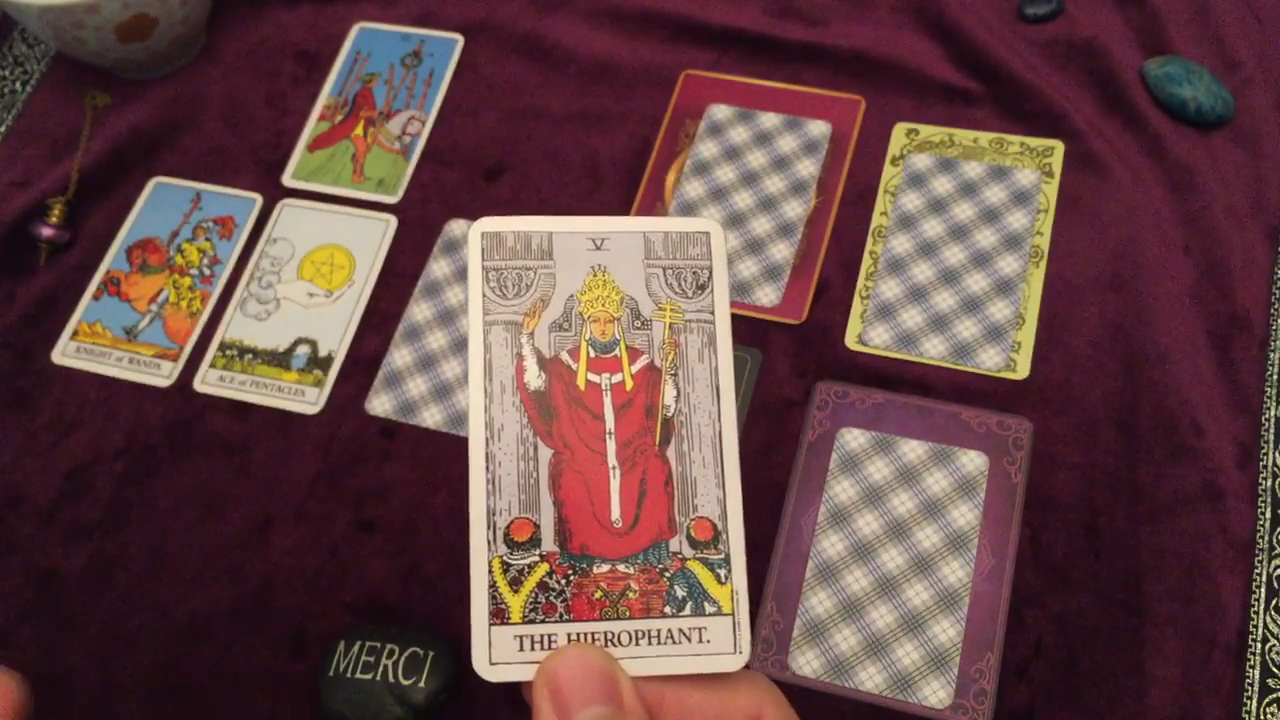 KNIGHT of WANDS.
ACE of PENTACLES
V
THE HIEROPHANT.
MERCI